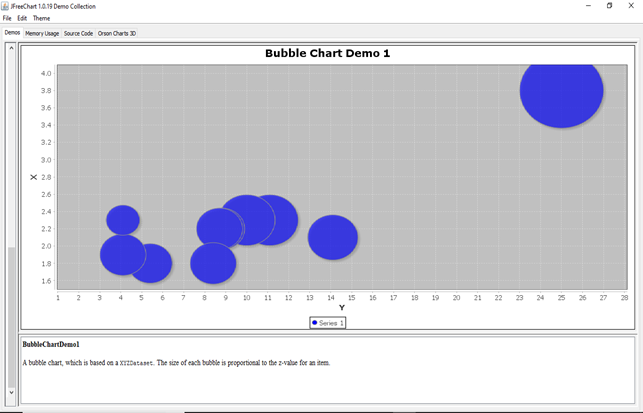 JFreeChart 1.0.19 Demo Collection
File Edit Theme
Demos Memory Usage Source Code Orson Charts 3D
Bubble Chart Demo 1
4.0
3.8
3.6
3.4
3.2
3.0
2.8
2.6
2.4
2.2
2.0
1.8
1.6
X
1 2 3 4 5 6 7 8 9 10 11 12 13 14 15 16 17 18 19 20 21 22 23 24 25 26 27 28
Y
Series 1
BubbleChartDemo1
A bubble chart, which is based on a XYZDataset. The size of each bubble is proportional to the z-value for an item.